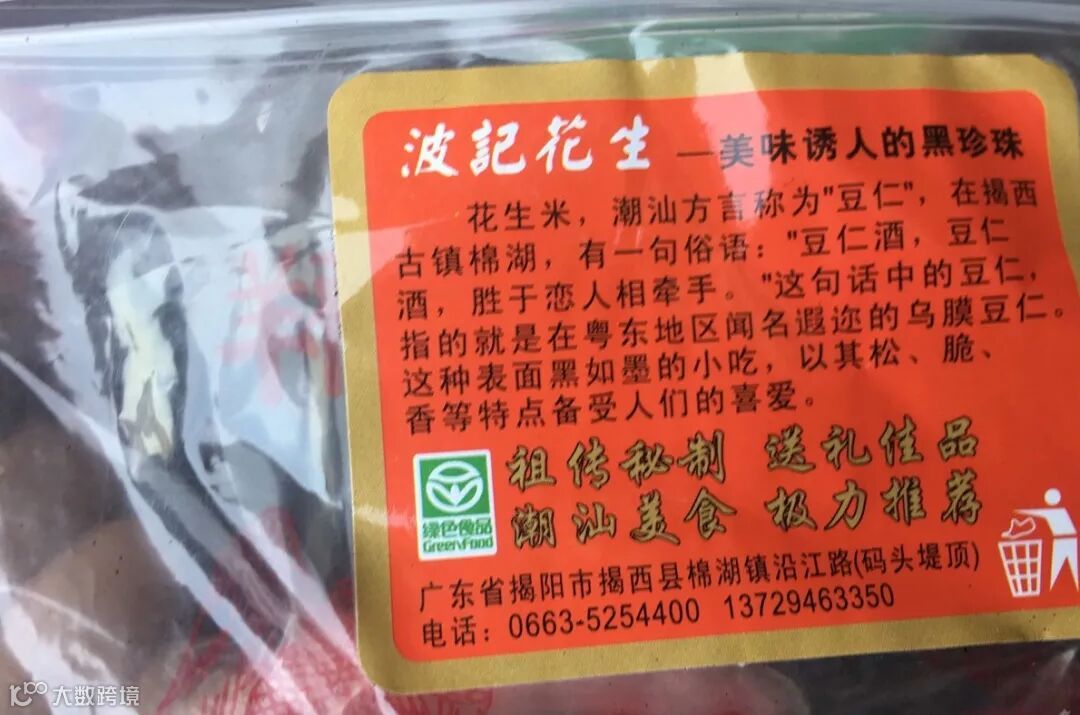 波記花生 —美味诱人的黑珍珠
花生米，潮汕方言称为"豆仁"，在揭西
古镇棉湖，有一句俗语："豆仁酒，豆仁
酒，胜于恋人相牵手。"这句话中的豆仁，
指的就是在粤东地区闻名遐迩的乌膜豆仁。
这种表面黑如墨的小吃，以其松、脆、
香等特点备受人们的喜爱。
祖传秘制 送礼佳品
潮汕美食 极力推荐
绿色食品
GreenFood
广东省揭阳市揭西县棉湖镇沿江路(码头堤顶)
电话：0663-5254400 13729463350
大数跨境